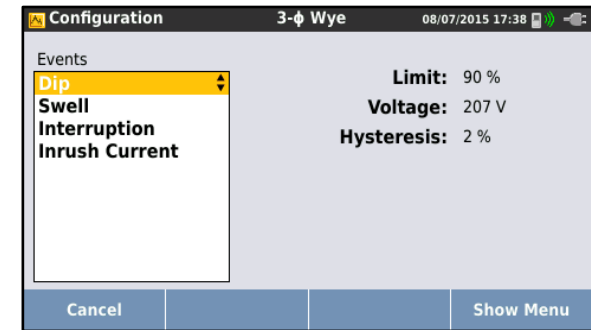 Configuration 3-ϕ Wye 08/07/2015 17:38
Events
Dip
Swell
Interruption
Inrush Current
Limit: 90 %
Voltage: 207 V
Hysteresis: 2 %
Cancel Show Menu